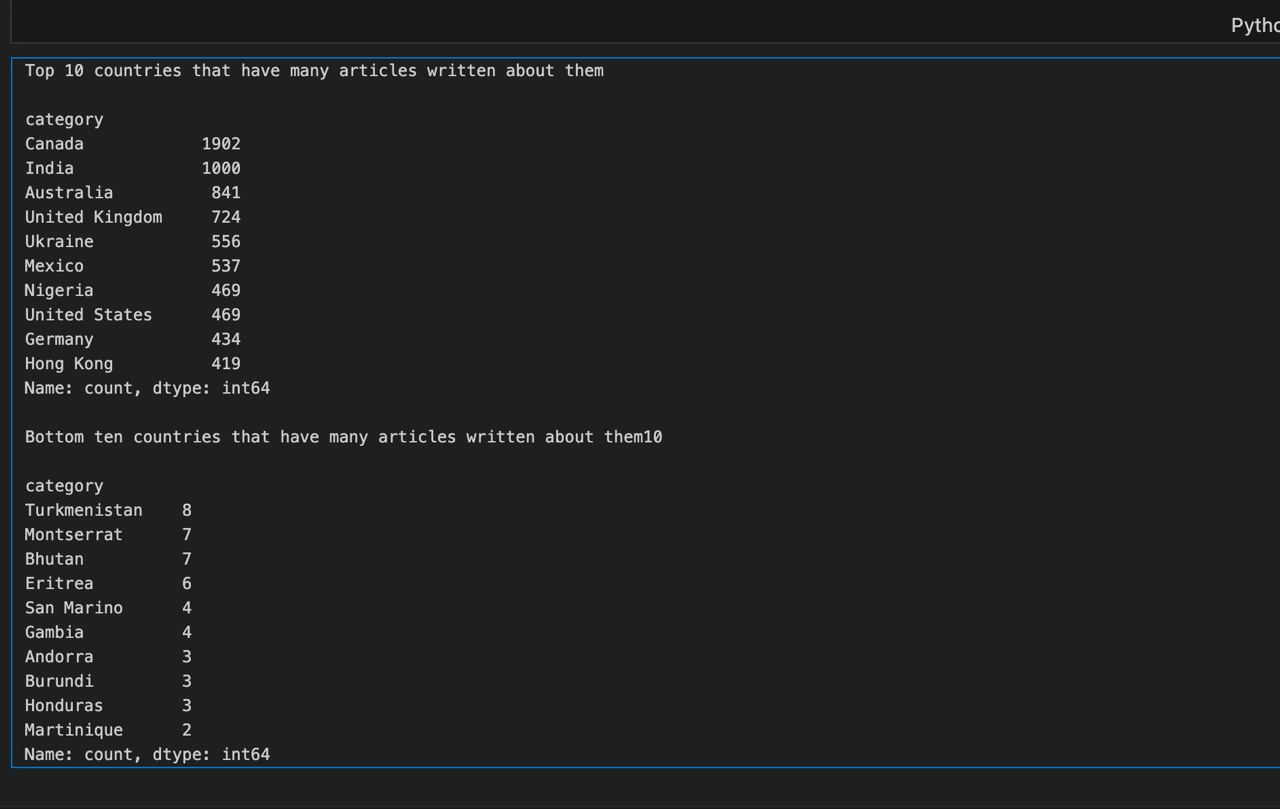 Pytho
Top 10 countries that have many articles written about them
category
Canada 1902
India 1000
Australia 841
United Kingdom 724
Ukraine 556
Mexico 537
Nigeria 469
United States 469
Germany 434
Hong Kong 419
Name: count, dtype: int64
Bottom ten countries that have many articles written about them10
category
Turkmenistan 8
Montserrat 7
Bhutan 7
Eritrea 6
San Marino 4
Gambia 4
Andorra 3
Burundi 3
Honduras 3
Martinique 2
Name: count, dtype: int64